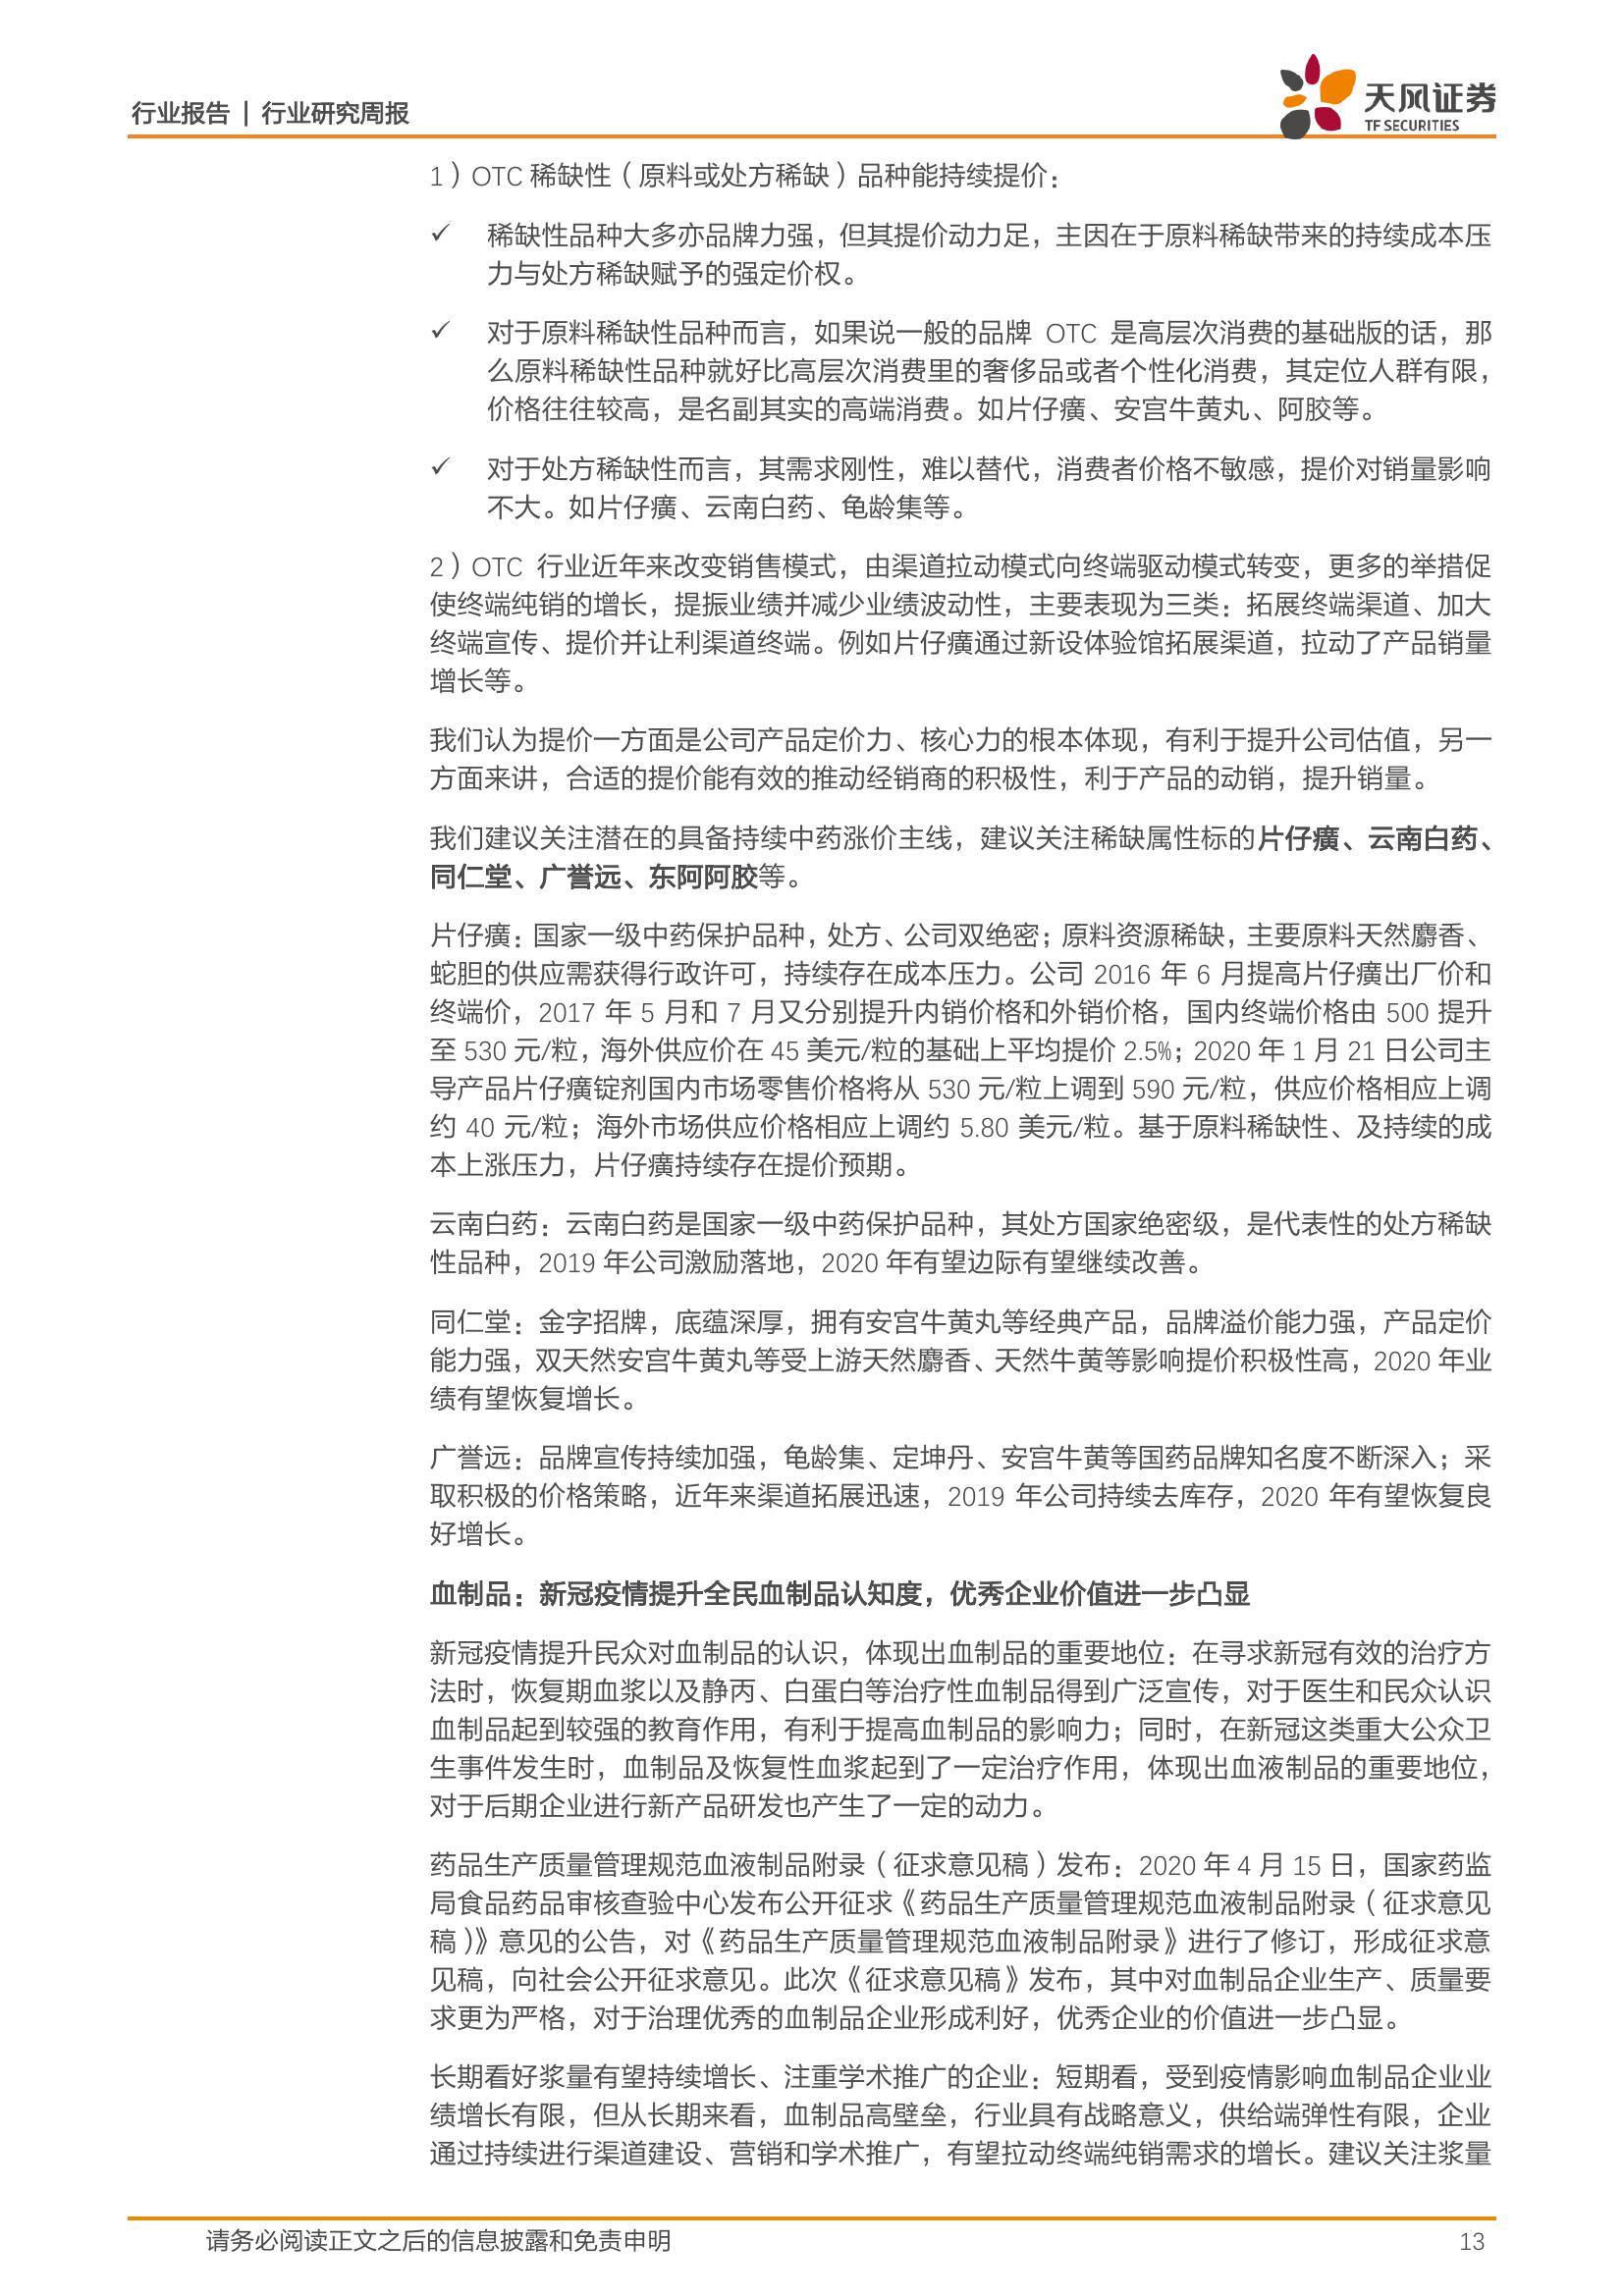 行业报告 | 行业研究周报
天风证券
TF SECURITIES
1）OTC 稀缺性（原料或处方稀缺）品种能持续提价：
✓ 稀缺性品种大多亦品牌力强，但其提价动力足，主因在于原料稀缺带来的持续成本压
力与处方稀缺赋予的强定价权。
✓ 对于原料稀缺性品种而言，如果说一般的品牌 OTC 是高层次消费的基础版的话，那
么原料稀缺性品种就好比高层次消费里的奢侈品或者个性化消费，其定位人群有限，
价格往往较高，是名副其实的高端消费。如片仔癀、安宫牛黄丸、阿胶等。
✓ 对于处方稀缺性而言，其需求刚性，难以替代，消费者价格不敏感，提价对销量影响
不大。如片仔癀、云南白药、龟龄集等。
2）OTC 行业近年来改变销售模式，由渠道拉动模式向终端驱动模式转变，更多的举措促
使终端纯销的增长，提振业绩并减少业绩波动性，主要表现为三类：拓展终端渠道、加大
终端宣传、提价并让利渠道终端。例如片仔癀通过新设体验馆拓展渠道，拉动了产品销量
增长等。
我们认为提价一方面是公司产品定价力、核心力的根本体现，有利于提升公司估值，另一
方面来讲，合适的提价能有效的推动经销商的积极性，利于产品的动销，提升销量。
我们建议关注潜在的具备持续中药涨价主线，建议关注稀缺属性标的片仔癀、云南白药、
同仁堂、广誉远、东阿阿胶等。
片仔癀：国家一级中药保护品种，处方、公司双绝密；原料资源稀缺，主要原料天然麝香、
蛇胆的供应需获得行政许可，持续存在成本压力。公司 2016 年 6 月提高片仔癀出厂价和
终端价，2017 年 5 月和 7 月又分别提升内销价格和外销价格，国内终端价格由 500 提升
至 530 元/粒，海外供应价在 45 美元/粒的基础上平均提价 2.5%；2020 年 1 月 21 日公司主
导产品片仔癀锭剂国内市场零售价格将从 530 元/粒上调到 590 元/粒，供应价格相应上调
约 40 元/粒；海外市场供应价格相应上调约 5.80 美元/粒。基于原料稀缺性、及持续的成
本上涨压力，片仔癀持续存在提价预期。
云南白药：云南白药是国家一级中药保护品种，其处方国家绝密级，是代表性的处方稀缺
性品种，2019 年公司激励落地，2020 年有望边际有望继续改善。
同仁堂：金字招牌，底蕴深厚，拥有安宫牛黄丸等经典产品，品牌溢价能力强，产品定价
能力强，双天然安宫牛黄丸等受上游天然麝香、天然牛黄等影响提价积极性高，2020 年业
绩有望恢复增长。
广誉远：品牌宣传持续加强，龟龄集、定坤丹、安宫牛黄等国药品牌知名度不断深入；采
取积极的价格策略，近年来渠道拓展迅速，2019 年公司持续去库存，2020 年有望恢复良
好增长。
血制品：新冠疫情提升全民血制品认知度，优秀企业价值进一步凸显
新冠疫情提升民众对血制品的认识，体现出血制品的重要地位：在寻求新冠有效的治疗方
法时，恢复期血浆以及静丙、白蛋白等治疗性血制品得到广泛宣传，对于医生和民众认识
血制品起到较强的教育作用，有利于提高血制品的影响力；同时，在新冠这类重大公众卫
生事件发生时，血制品及恢复性血浆起到了一定治疗作用，体现出血液制品的重要地位，
对于后期企业进行新产品研发也产生了一定的动力。
药品生产质量管理规范血液制品附录（征求意见稿）发布：2020 年 4 月 15 日，国家药监
局食品药品审核查验中心发布公开征求《药品生产质量管理规范血液制品附录（征求意见
稿）》意见的公告，对《药品生产质量管理规范血液制品附录》进行了修订，形成征求意
见稿，向社会公开征求意见。此次《征求意见稿》发布，其中对血制品企业生产、质量要
求更为严格，对于治理优秀的血制品企业形成利好，优秀企业的价值进一步凸显。
长期看好浆量有望持续增长、注重学术推广的企业：短期看，受到疫情影响血制品企业业
绩增长有限，但从长期来看，血制品高壁垒，行业具有战略意义，供给端弹性有限，企业
通过持续进行渠道建设、营销和学术推广，有望拉动终端纯销需求的增长。建议关注浆量
请务必阅读正文之后的信息披露和免责申明
13